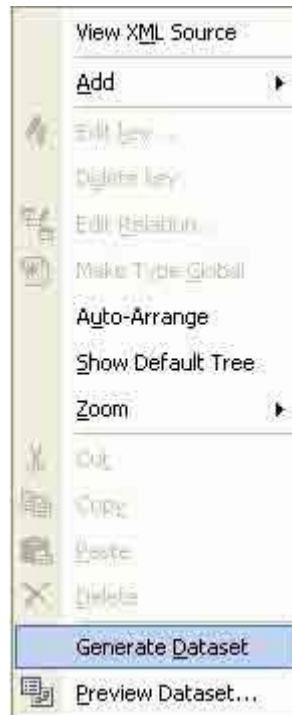 View XML Source
Add
Edit key...
Delete key
Edit Relation...
Make Type Global
Auto-Arrange
Show Default Tree
Zoom
Cut
Copy
Paste
Delete
Generate Dataset
Preview Dataset...